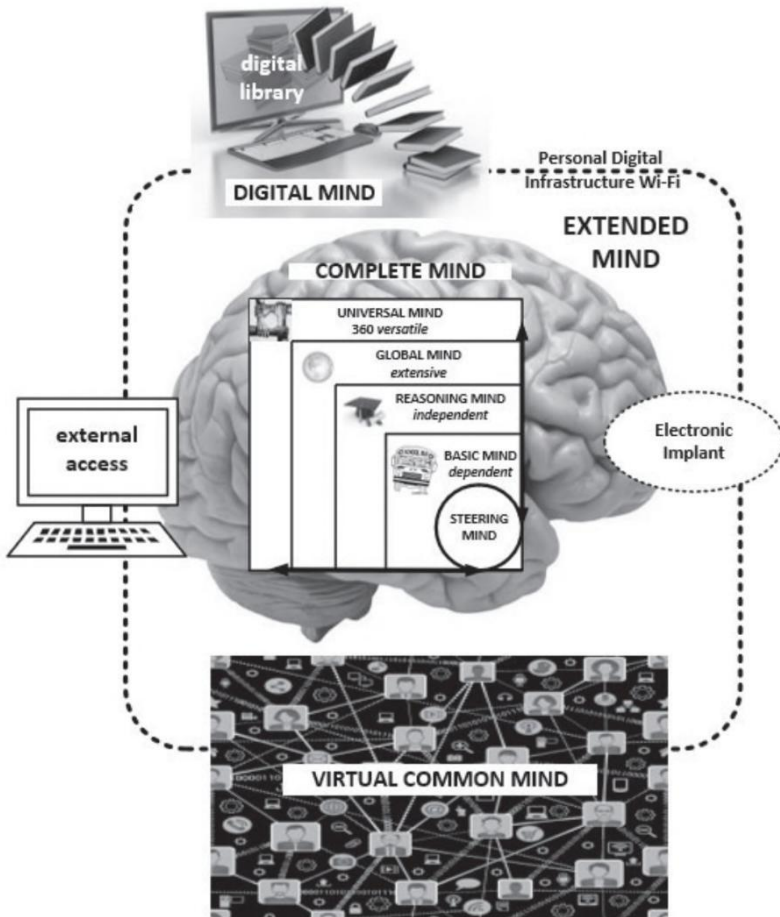 digital
library
DIGITAL MIND
Personal Digital
Infrastructure Wi-Fi
EXTENDED
MIND
COMPLETE MIND
UNIVERSAL MIND
360 versatile
GLOBAL MIND
extensive
REASONING MIND
independent
BASIC MIND
dependent
STEERING
MIND
external
access
Electronic
Implant
VIRTUAL COMMON MIND